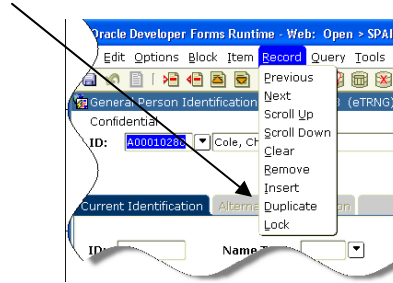 Oracle Developer Forms Runtime - Web: Open > SPAI
Edit Options Block Item Record Query Tools
General Person Identification (eTRNG)
Confidential
ID: Cole, Ch
Previous
Next
Scroll Up
Scroll Down
Clear
Remove
Insert
Duplicate
Lock
Current Identification
ID: Name